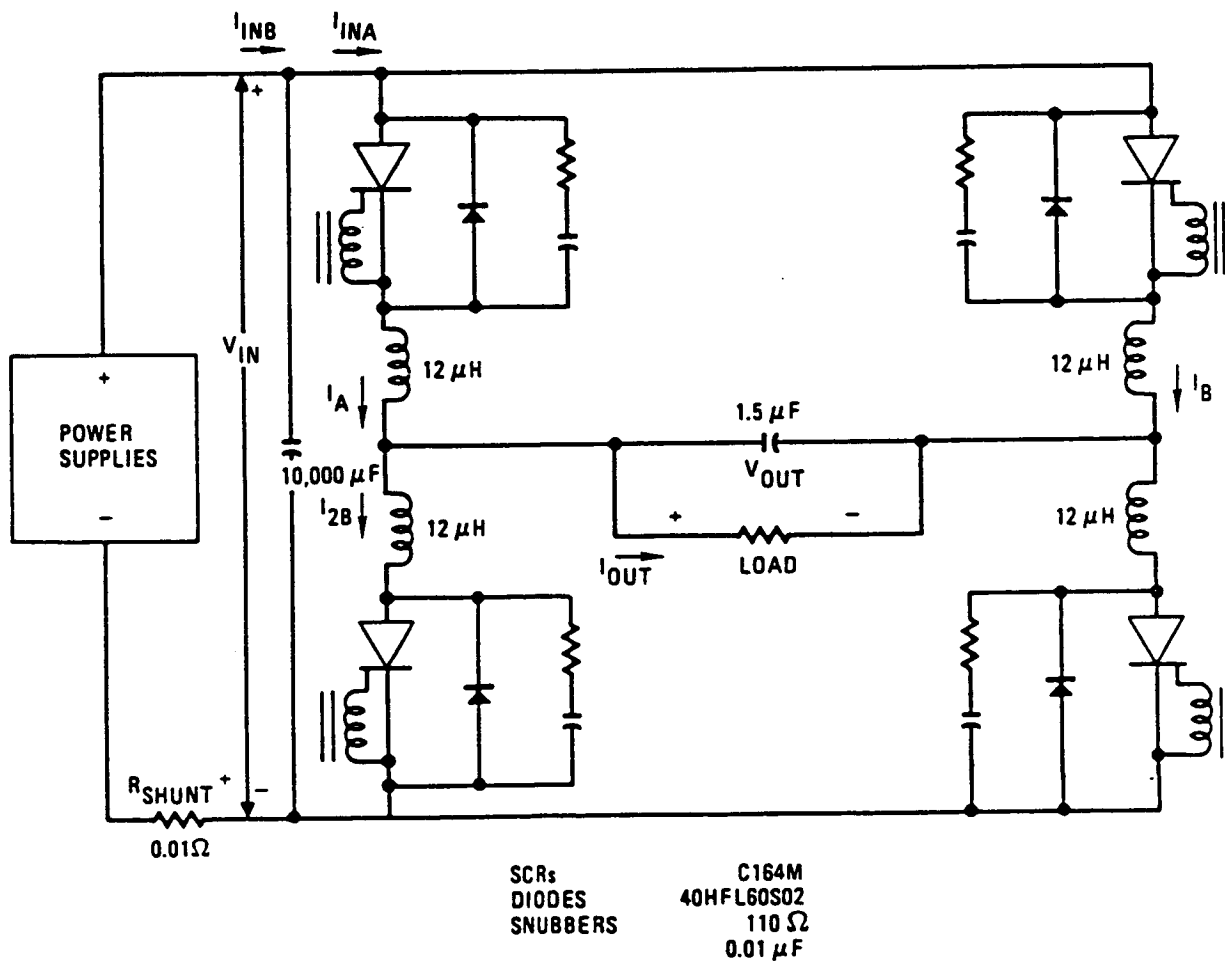 I_INB
I_INA
+
V_IN
12 μH
12 μH
I_A
I_B
+
POWER
SUPPLIES
−
1.5 μF
V_OUT
10,000 μF
I_2B
12 μH
12 μH
+ −
I_OUT
LOAD
R_SHUNT + −
0.01Ω
SCRs C164M
DIODES 40HFL60S02
SNUBBERS 110 Ω
0.01 μF